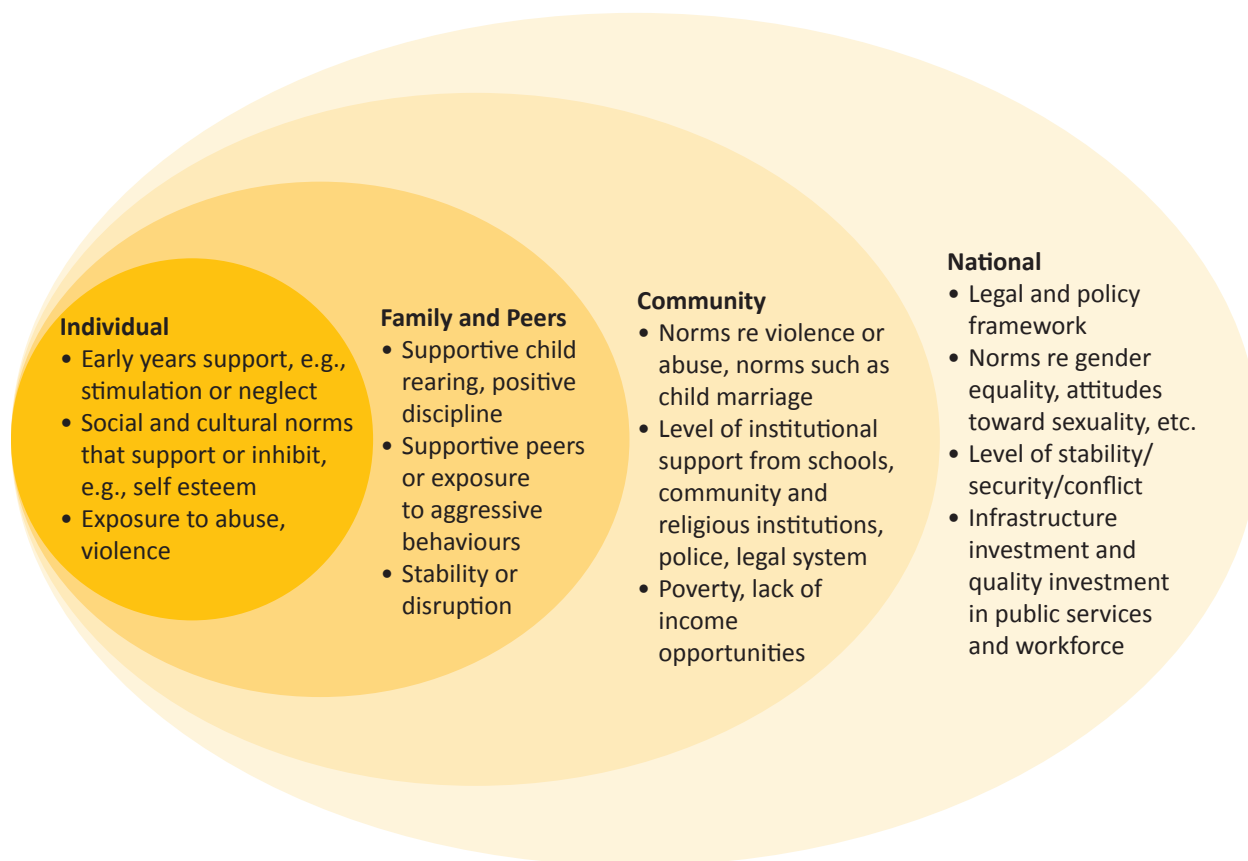 Individual
• Early years support, e.g.,
stimulation or neglect
• Social and cultural norms
that support or inhibit,
e.g., self esteem
• Exposure to abuse,
violence
Family and Peers
• Supportive child
rearing, positive
discipline
• Supportive peers
or exposure
to aggressive
behaviours
• Stability or
disruption
Community
• Norms re violence or
abuse, norms such as
child marriage
• Level of institutional
support from schools,
community and
religious institutions,
police, legal system
• Poverty, lack of
income
opportunities
National
• Legal and policy
framework
• Norms re gender
equality, attitudes
toward sexuality, etc.
• Level of stability/
security/conflict
• Infrastructure
investment and
quality investment
in public services
and workforce